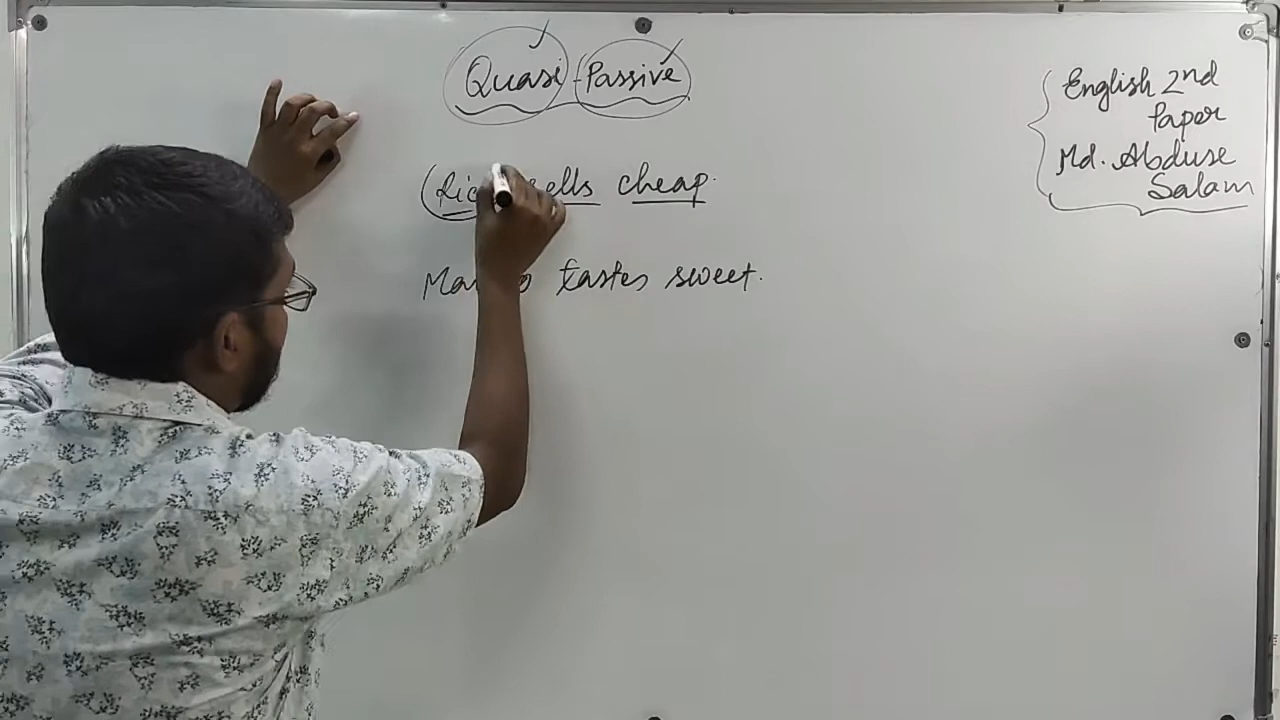 Quasi-Passive
sells cheap.
tastes sweet.
English 2nd
Paper
Md. Abduse
Salam